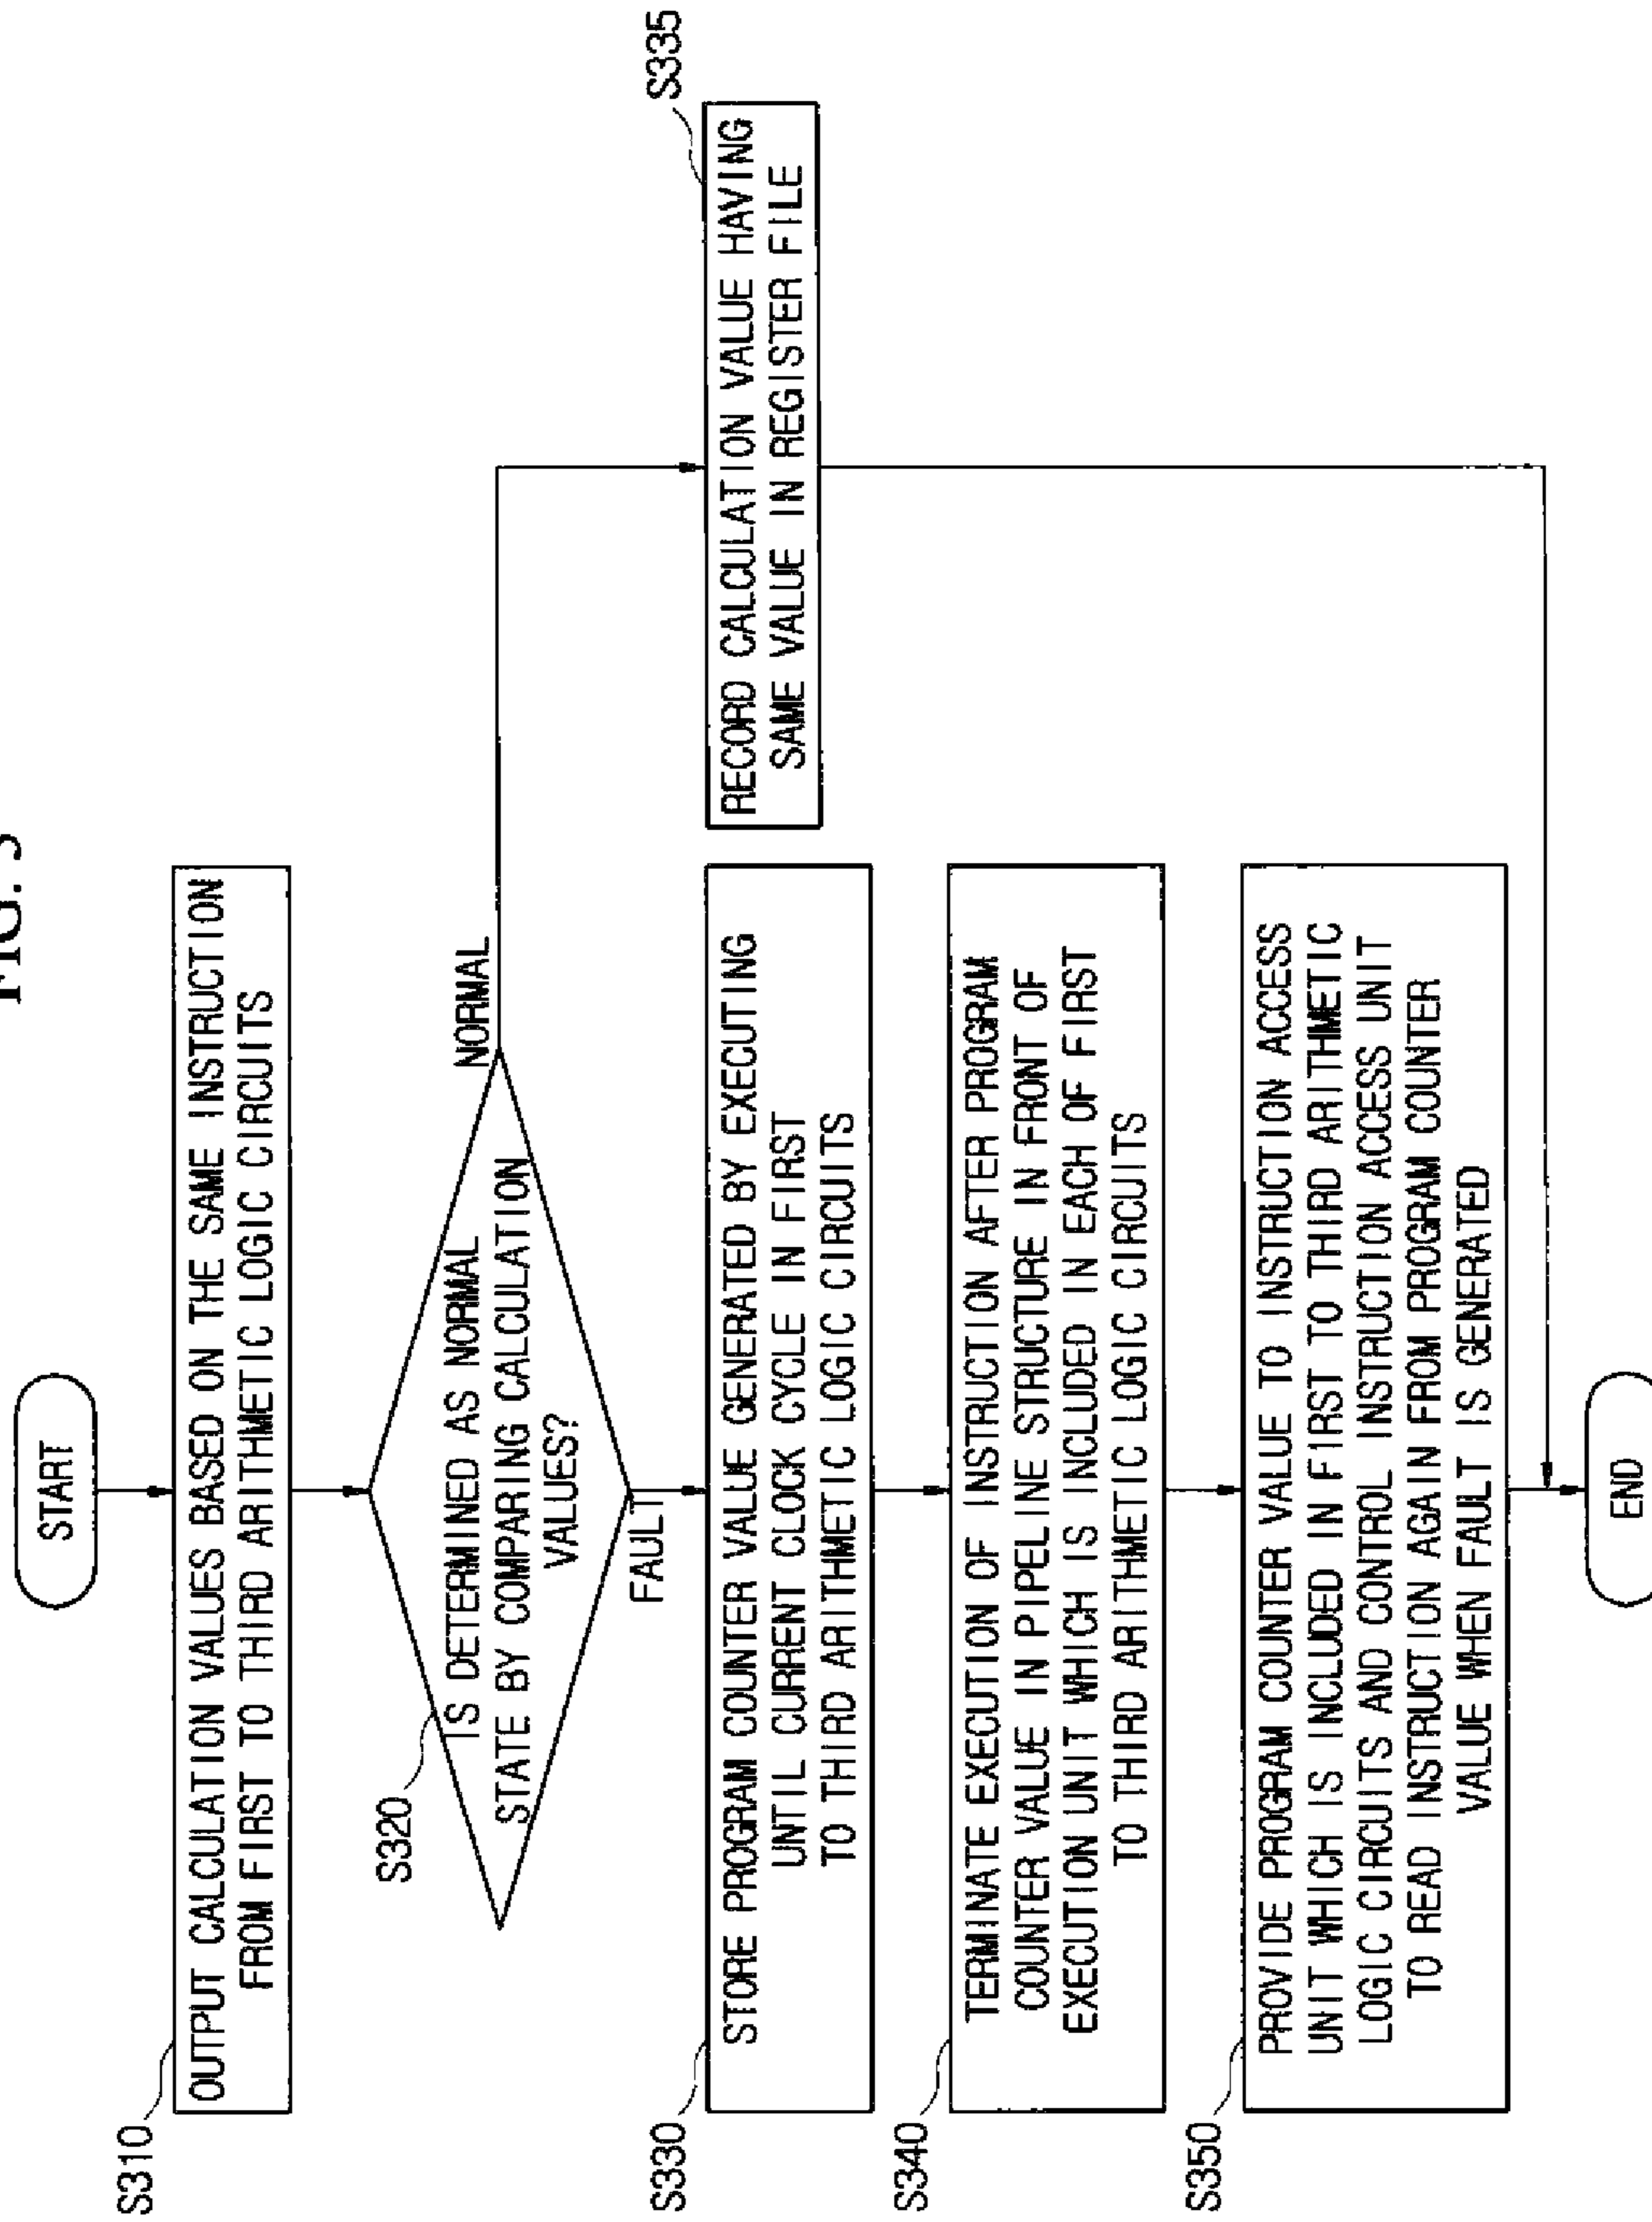 FIG.
START
S310
OUTPUT CALCULATION VALUES BASED ON THE SAME INSTRUCTION
FROM FIRST TO THIRD ARITHMETIC LOGIC CIRCUITS
S320
IS DETERMINED AS NORMAL
STATE BY COMPARING CALCULATION
VALUES?
NORMAL
FAULT
S330
STORE PROGRAM COUNTER VALUE GENERATED BY EXECUTING
UNTIL CURRENT CLOCK CYCLE IN FIRST
TO THIRD ARITHMETIC LOGIC CIRCUITS
S335
RECORD CALCULATION VALUE HAVING
SAME VALUE IN REGISTER FILE
S340
TERMINATE EXECUTION OF INSTRUCTION AFTER PROGRAM
COUNTER VALUE IN PIPELINE STRUCTURE IN FRONT OF
EXECUTION UNIT WHICH IS INCLUDED IN EACH OF FIRST
TO THIRD ARITHMETIC LOGIC CIRCUITS
S350
PROVIDE PROGRAM COUNTER VALUE TO INSTRUCTION ACCESS
UNIT WHICH IS INCLUDED IN FIRST TO THIRD ARITHMETIC
LOGIC CIRCUITS AND CONTROL INSTRUCTION ACCESS UNIT
TO READ INSTRUCTION AGAIN FROM PROGRAM COUNTER
VALUE WHEN FAULT IS GENERATED
END